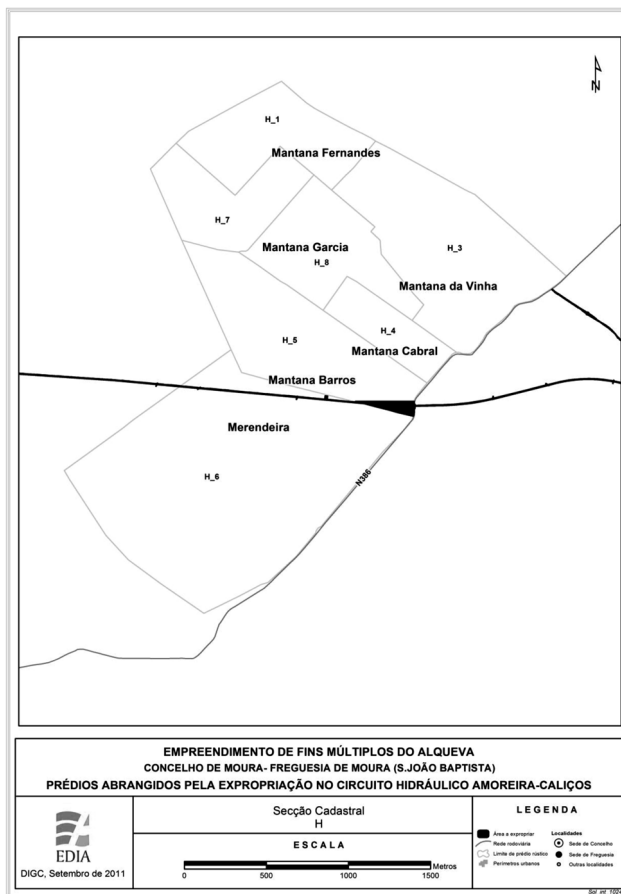 N
H_1
Mantana Fernandes
H_7
Mantana Garcia
H_8
H_3
Mantana da Vinha
H_4
H_5
Mantana Cabral
Mantana Barros
Merendeira
H_6
N386
EMPREENDIMENTO DE FINS MÚLTIPLOS DO ALQUEVA
CONCELHO DE MOURA- FREGUESIA DE MOURA (S.JOÃO BAPTISTA)
PRÉDIOS ABRANGIDOS PELA EXPROPRIAÇÃO NO CIRCUITO HIDRÁULICO AMOREIRA-CALIÇOS
EDIA
DIGC, Setembro de 2011
Secção Cadastral
H
ESCALA
Metros
0 500 1000 1500
LEGENDA
Área a expropriar
Rede rodoviária
Limite de prédio rústico
Perímetros urbanos
Localidades
Sede de Concelho
Sede de Freguesia
Outras localidades